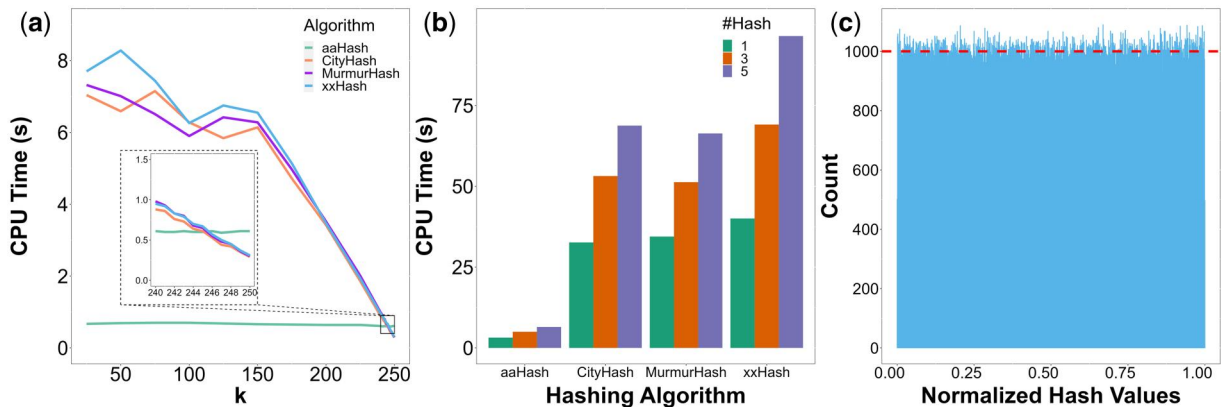 (a)
Algorithm
aaHash
CityHash
MurmurHash
xxHash
CPU Time (s)
8
6
4
2
0
1.5
1.0
0.5
0.0
240 242 244 246 248 250
50 100 150 200 250
k
(b)
#Hash
1
3
5
CPU Time (s)
75
50
25
0
aaHash CityHash MurmurHash xxHash
Hashing Algorithm
(c)
Count
1000
800
600
400
200
0
0.00 0.25 0.50 0.75 1.00
Normalized Hash Values